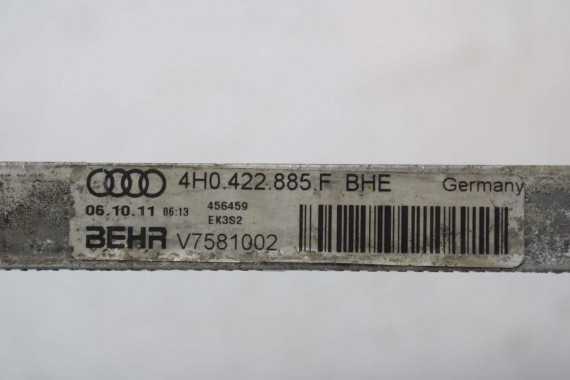 4H0.422.885.F BHE Germany
06.10.11 06:13 456459
EK3S2
BEHR V7581002